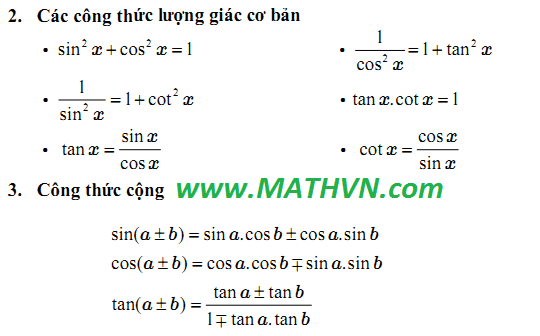 2. Các công thức lượng giác cơ bản
• sin² x + cos² x = 1
• 1/cos² x = 1 + tan² x
• 1/sin² x = 1 + cot² x
• tan x . cot x = 1
• tan x = sin x/cos x
• cot x = cos x/sin x
3. Công thức cộng www.MATHVN.com
sin(a ± b) = sin a.cos b ± cos a.sin b
cos(a ± b) = cos a.cos b ∓ sin a.sin b
tan(a ± b) = (tan a ± tan b)/(1 ∓ tan a.tan b)